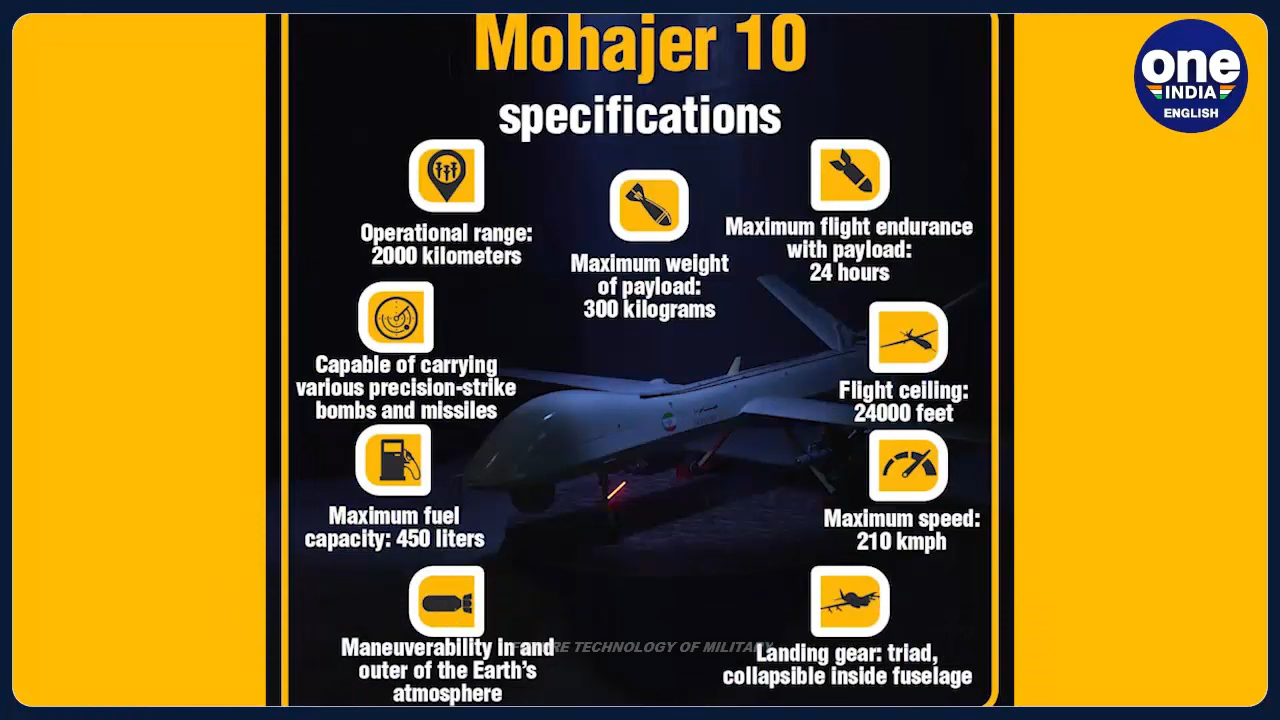 Mohajer 10
specifications
one
INDIA
ENGLISH
Operational range:
2000 kilometers
Maximum weight
of payload:
300 kilograms
Maximum flight endurance
with payload:
24 hours
Capable of carrying
various precision-strike
bombs and missiles
Flight ceiling:
24000 feet
Maximum fuel
capacity: 450 liters
Maximum speed:
210 kmph
Maneuverability in and
outer of the Earth's
atmosphere
TECHNOLOGY OF MILITARY
Landing gear: triad,
collapsible inside fuselage